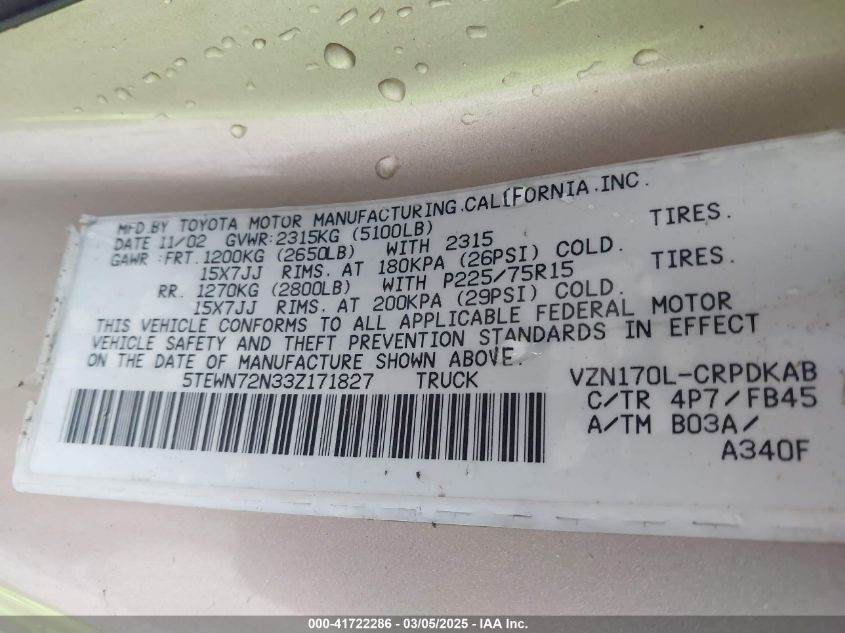 MFD.BY TOYOTA MOTOR MANUFACTURING.CALIFORNIA.INC.
DATE 11/02 GVWR:2315KG (5100LB)
GAWR :FRT.1200KG (2650LB) WITH 2315 TIRES.
15X7JJ RIMS. AT 180KPA (26PSI) COLD.
RR. 1270KG (2800LB) WITH P225/75R15 TIRES.
15X7JJ RIMS. AT 200KPA (29PSI) COLD.
THIS VEHICLE CONFORMS TO ALL APPLICABLE FEDERAL MOTOR
VEHICLE SAFETY AND THEFT PREVENTION STANDARDS IN EFFECT
ON THE DATE OF MANUFACTURE SHOWN ABOVE.
5TEWN72N33Z171827 TRUCK VZN170L-CRPDKAB
C/TR 4P7/FB45
A/TM B03A/
A340F
000-41722286 - 03/05/2025 - IAA Inc.